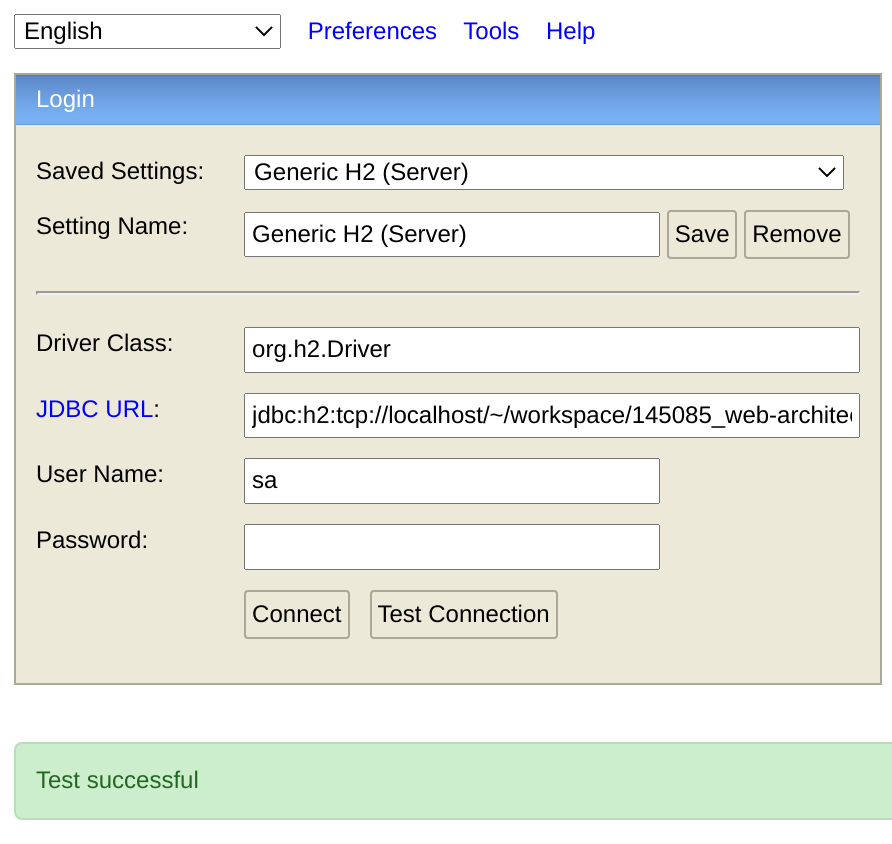 English Preferences Tools Help
Login
Saved Settings: Generic H2 (Server)
Setting Name: Generic H2 (Server) Save Remove
Driver Class: org.h2.Driver
JDBC URL: jdbc:h2:tcp://localhost/~/workspace/145085_web-archite
User Name: sa
Password:
Connect Test Connection
Test successful